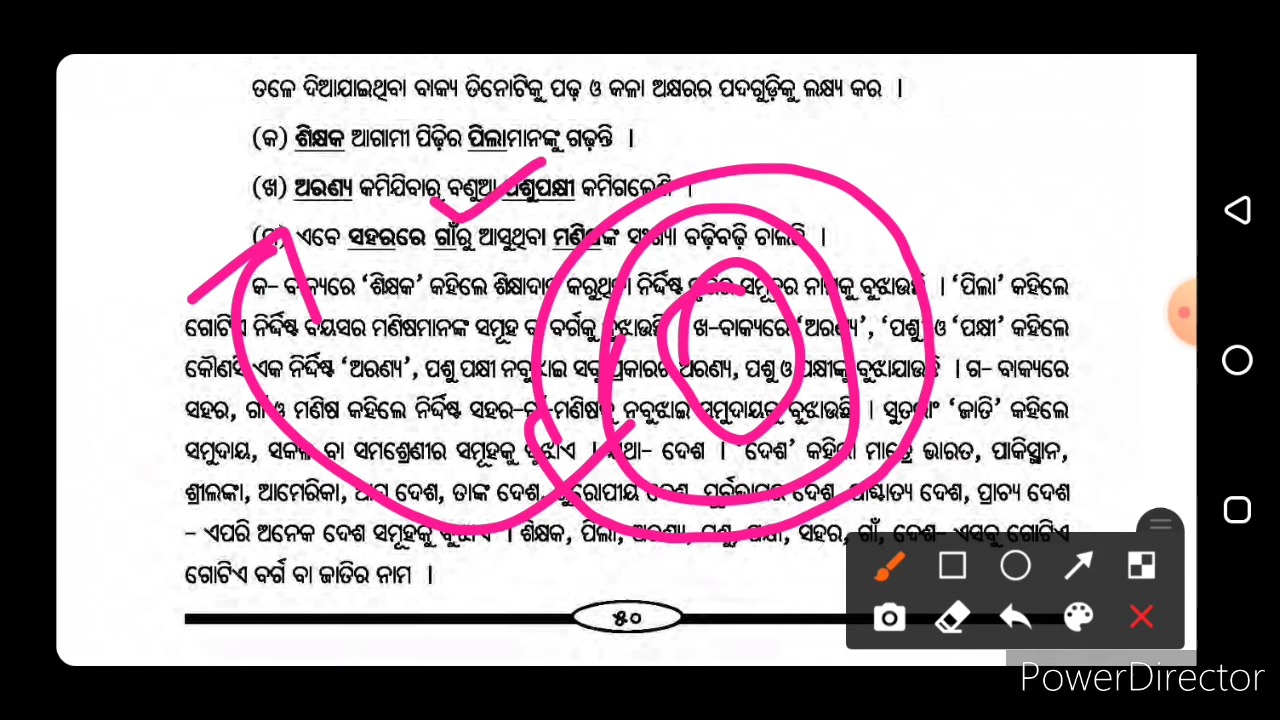 ତଳେ ଦିଆଯାଇଥିବା ବାକ୍ୟ ତିନୋଟିକୁ ପଢ଼ ଓ କଳା ଅକ୍ଷରର ପଦଗୁଡ଼ିକୁ ଲକ୍ଷ୍ୟ କର ।
(କ) ଶିକ୍ଷକ ଆଗାମୀ ପିଢ଼ିର ପିଲାମାନଙ୍କୁ ଗଢ଼ନ୍ତି ।
(ଖ) ଅରଣ୍ୟ କମିଯିବାରୁ ବଣୁଆ ପଶୁପକ୍ଷୀ କମିଗଲେଣି ।
ଏବେ ସହରରେ ଗାଁରୁ ଆସୁଥିବା ମଣିଷଙ୍କ ସଂଖ୍ୟା ବଢ଼ିବଢ଼ି ଚାଲିଛି ।
କ- ବାକ୍ୟରେ ‘ଶିକ୍ଷକ’ କହିଲେ ଶିକ୍ଷାଦାନ କରୁଥିବା ନିର୍ଦ୍ଦିଷ୍ଟ ସମୂହର ନାମକୁ ବୁଝାଉଛି । ‘ପିଲା’ କହିଲେ
ଗୋଟିଏ ନିର୍ଦ୍ଦିଷ୍ଟ ବୟସର ମଣିଷମାନଙ୍କ ସମୂହ ବା ବର୍ଗକୁ ବୁଝାଉଛି । ଖ-ବାକ୍ୟରେ ‘ଅରଣ୍ୟ’, ‘ପଶୁ’ ଓ ‘ପକ୍ଷୀ’ କହିଲେ
କୌଣସି ଏକ ନିର୍ଦ୍ଦିଷ୍ଟ ‘ଅରଣ୍ୟ’, ପଶୁ ପକ୍ଷୀ ନବୁଝାଇ ସବୁ ପ୍ରକାରର ଅରଣ୍ୟ, ପଶୁ ଓ ପକ୍ଷୀଙ୍କୁ ବୁଝାଯାଉଛି । ଗ- ବାକ୍ୟରେ
ସହର, ଗାଁ ଓ ମଣିଷ କହିଲେ ନିର୍ଦ୍ଦିଷ୍ଟ ସହର-ଗାଁ-ମଣିଷକୁ ନବୁଝାଇ ସମୁଦାୟକୁ ବୁଝାଉଛି । ସୁତରାଂ ‘ଜାତି’ କହିଲେ
ସମୁଦାୟ, ସକଳ ବା ସମଶ୍ରେଣୀର ସମୂହକୁ ବୁଝାଏ । ଯଥା- ଦେଶ । ‘ଦେଶ’ କହିଲେ ମାତ୍ରେ ଭାରତ, ପାକିସ୍ଥାନ,
ଶ୍ରୀଲଙ୍କା, ଆମେରିକା, ଆମ ଦେଶ, ତାଙ୍କ ଦେଶ, ୟୁରୋପୀୟ ଦେଶ, ଦେଶ, ପାଶ୍ଚାତ୍ୟ ଦେଶ, ପ୍ରାଚ୍ୟ ଦେଶ
- ଏପରି ଅନେକ ଦେଶ ସମୂହକୁ ବୁଝାଏ । ଶିକ୍ଷକ, ପିଲା, ଅରଣ୍ୟ, ପଶୁ, ପକ୍ଷୀ, ସହର, ଗାଁ, ଦେଶ- ଏସବୁ ଗୋଟିଏ
ଗୋଟିଏ ବର୍ଗ ବା ଜାତିର ନାମ ।
୫୦
PowerDirector